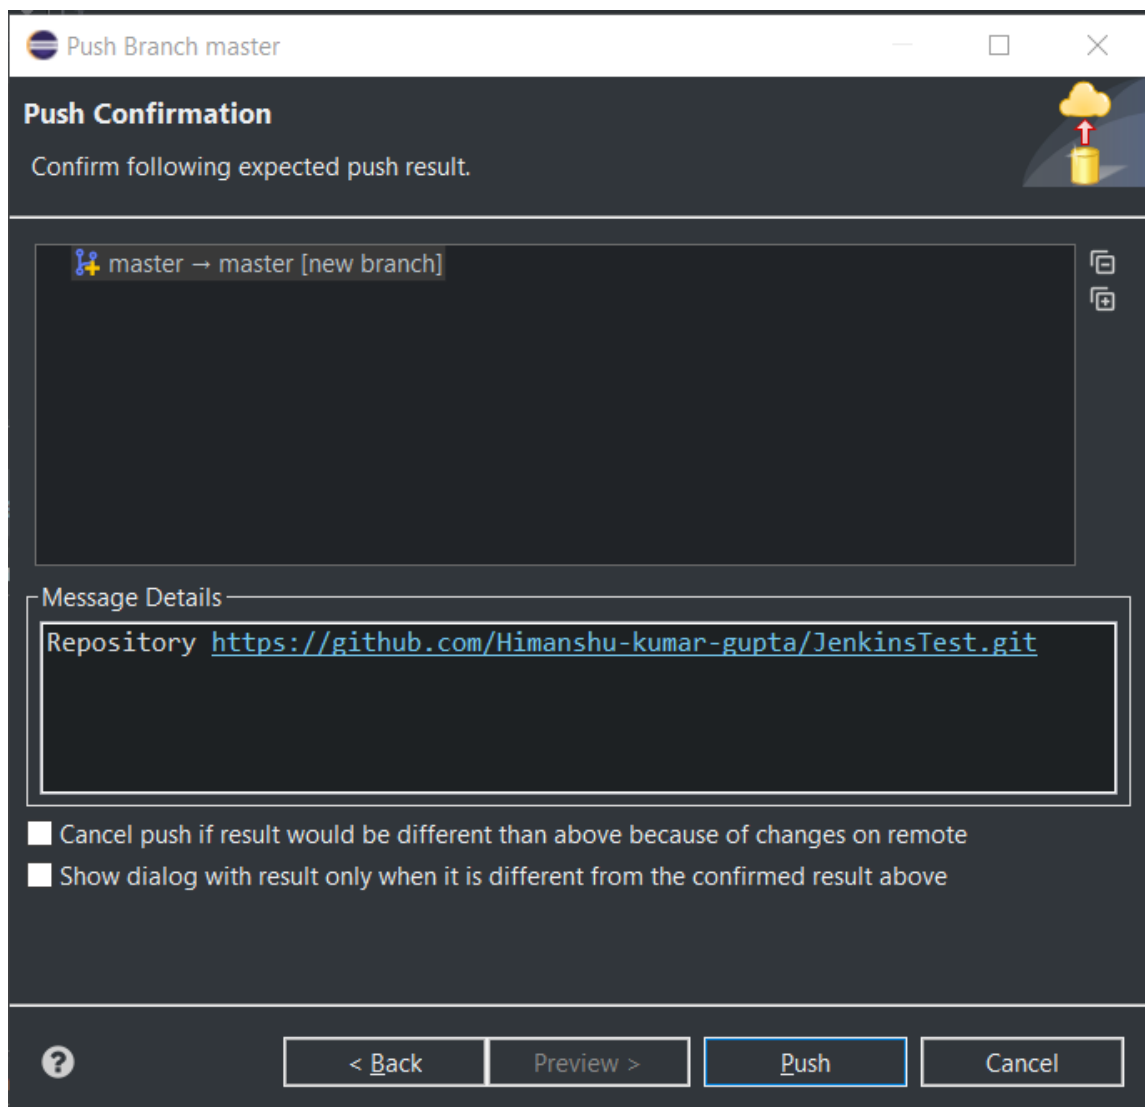 Push Branch master
Push Confirmation
Confirm following expected push result.
master → master [new branch]
Message Details
Repository https://github.com/Himanshu-kumar-gupta/JenkinsTest.git
Cancel push if result would be different than above because of changes on remote
Show dialog with result only when it is different from the confirmed result above
? < Back Preview > Push Cancel